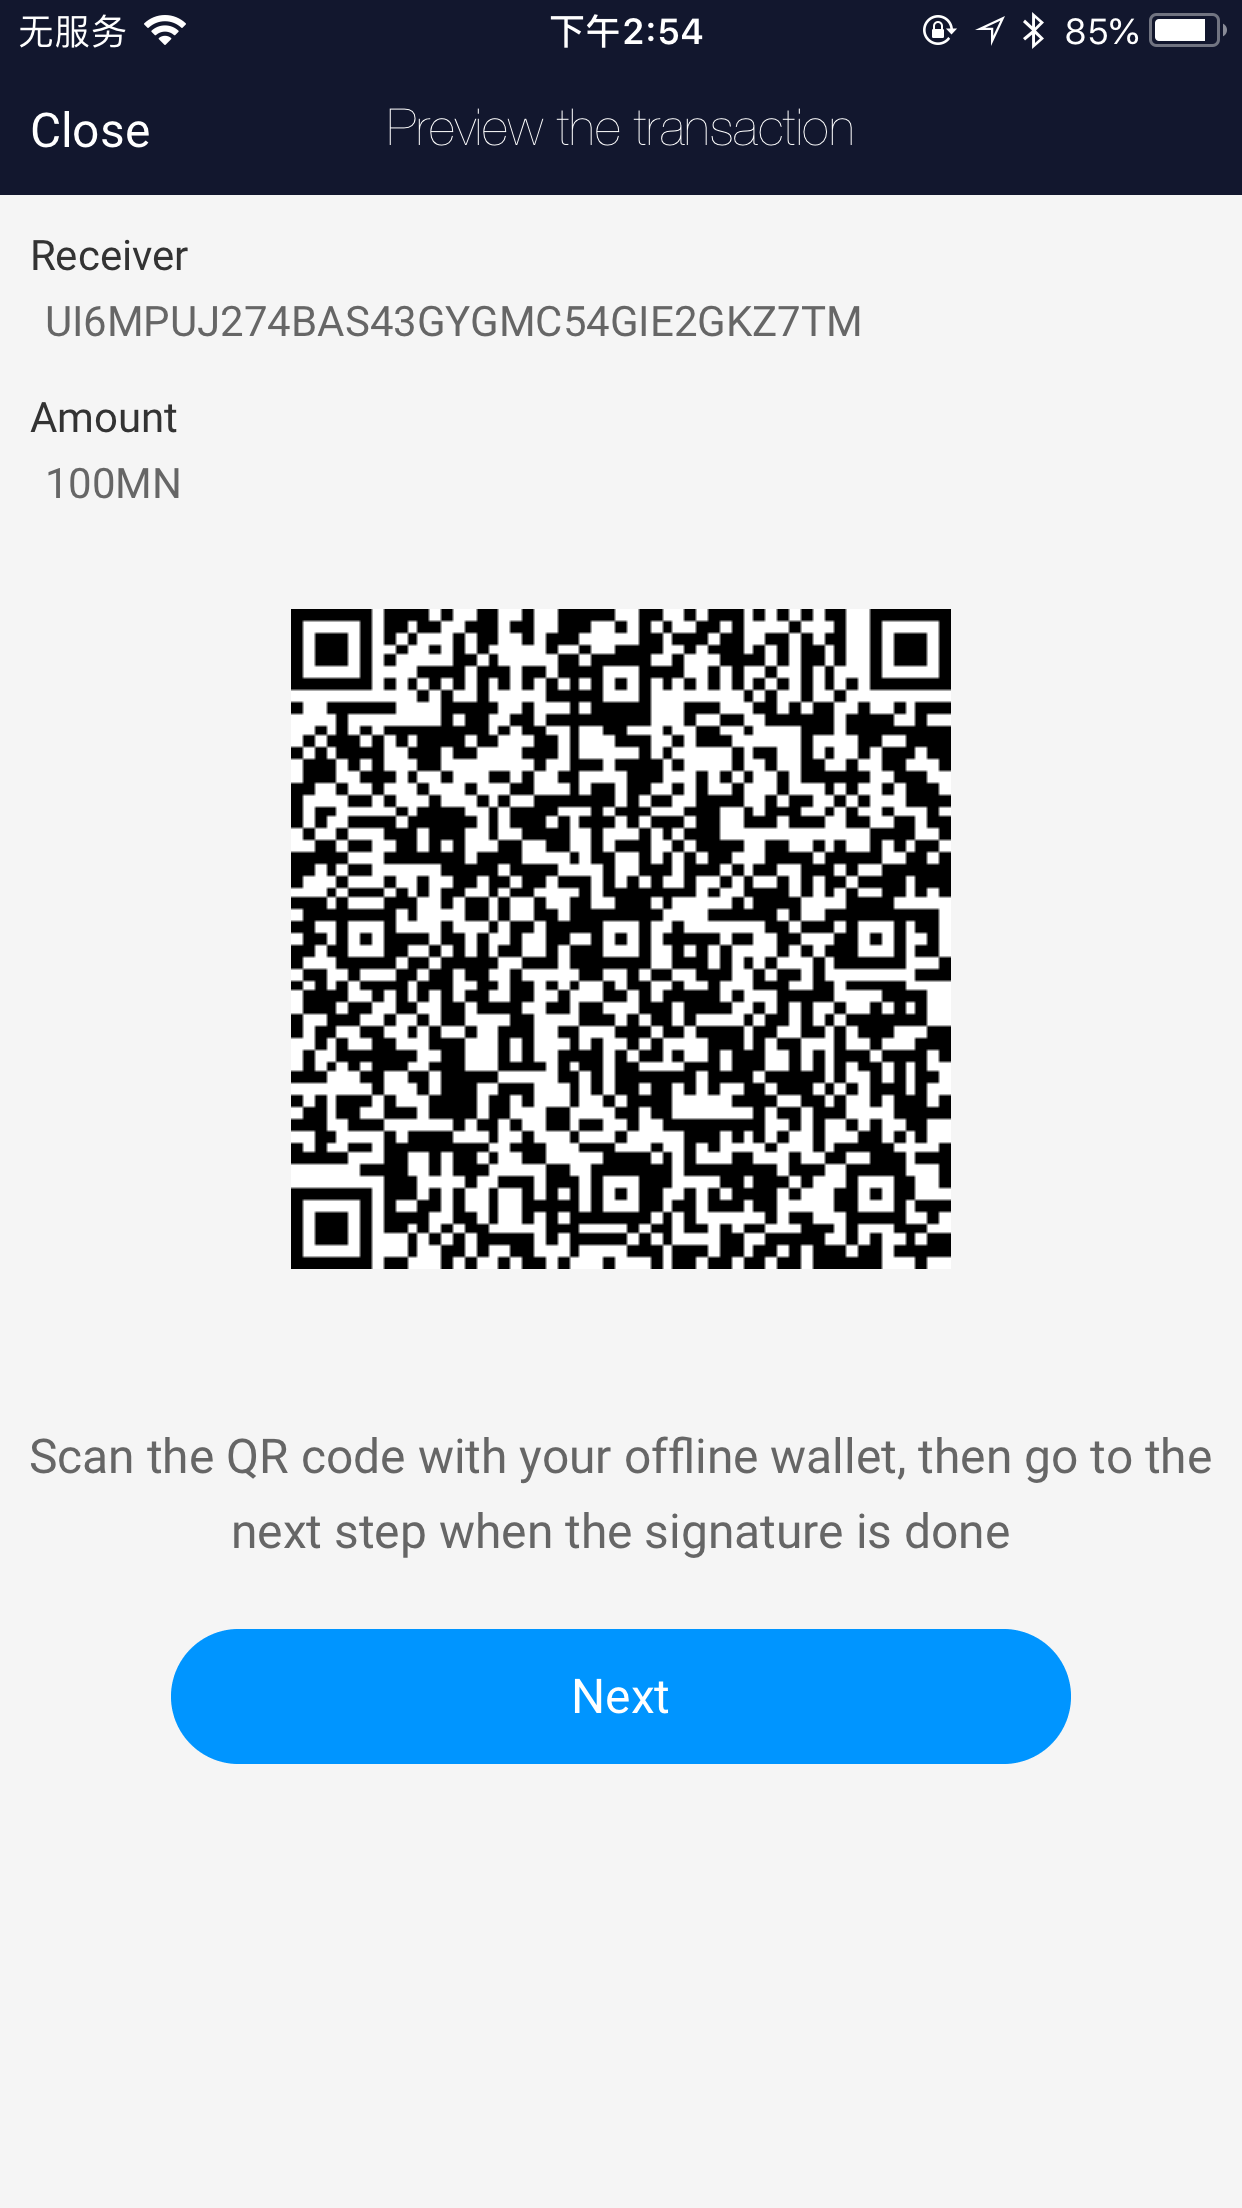 无服务 下午2:54 85%
Close Preview the transaction
Receiver
UI6MPUJ274BAS43GYGMC54GIE2GKZ7TM
Amount
100MN
Scan the QR code with your offline wallet, then go to the
next step when the signature is done
Next